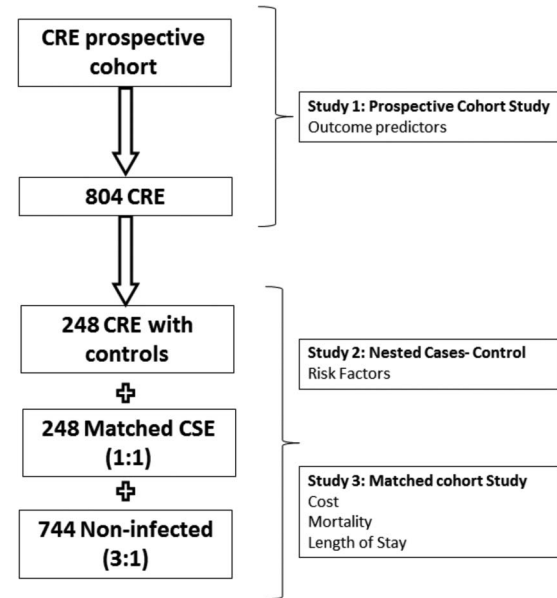 CRE prospective
cohort
804 CRE
248 CRE with
controls
248 Matched CSE
(1:1)
744 Non-infected
(3:1)
Study 1: Prospective Cohort Study
Outcome predictors
Study 2: Nested Cases- Control
Risk Factors
Study 3: Matched cohort Study
Cost
Mortality
Length of Stay